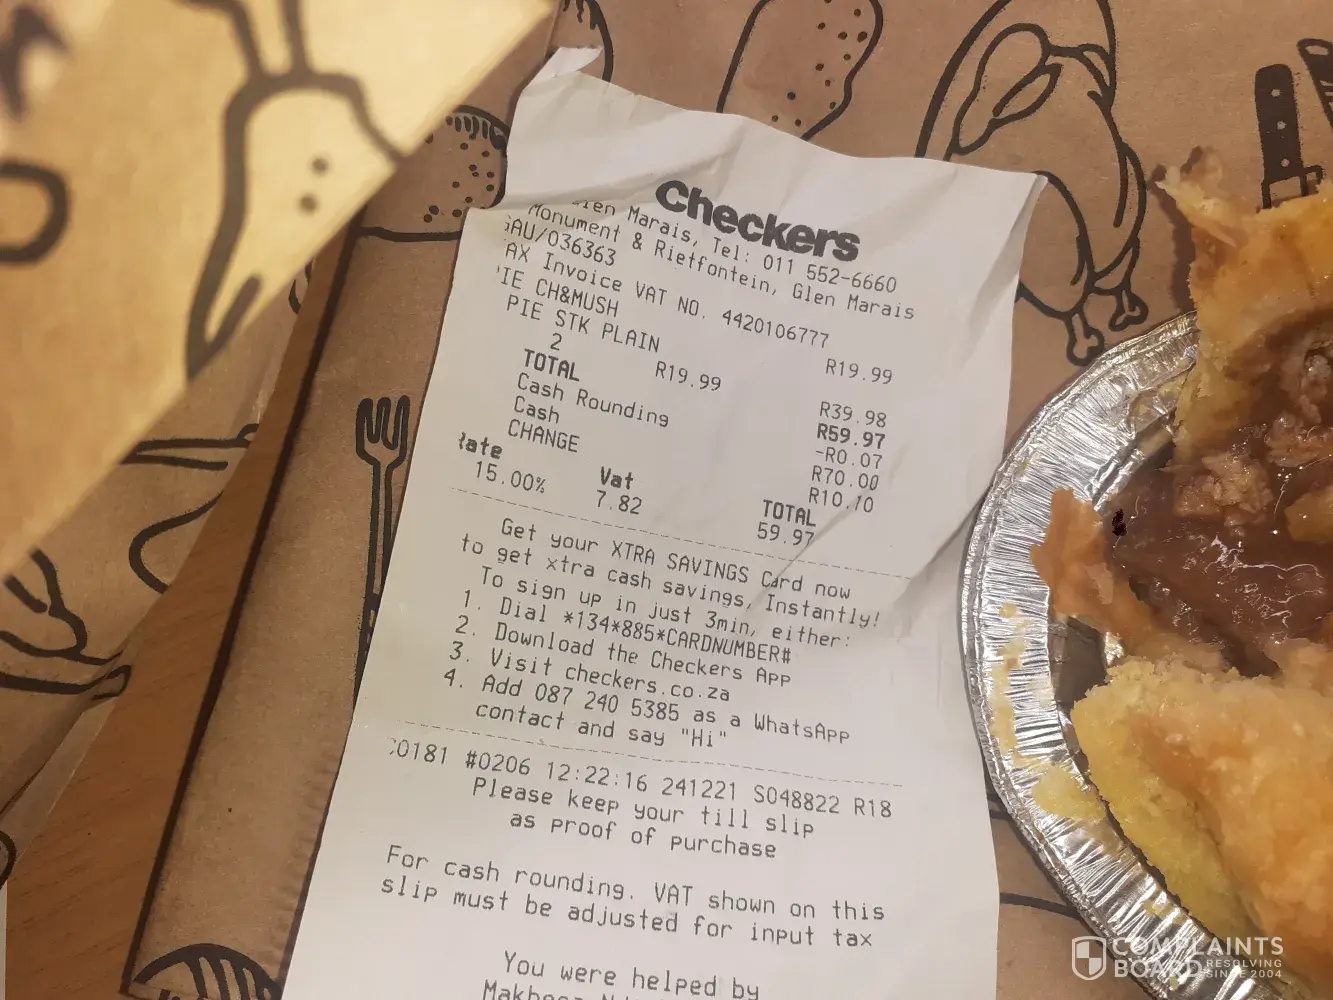 Checkers
Glen Marais, Tel: 011 552-6660
Monument & Rietfontein, Glen Marais
GAU/036363
AX Invoice VAT NO. 4420106777
IE CH&MUSH R19.99
PIE STK PLAIN
2 R19.99 R39.98
TOTAL R59.97
Cash Rounding -R0.07
Cash R70.00
CHANGE R10.10
Rate Vat TOTAL
15.00% 7.82 59.97
Get your XTRA SAVINGS Card now
to get xtra cash savings, Instantly!
To sign up in just 3min, either:
1. Dial *134*885*CARDNUMBER#
2. Download the Checkers App
3. Visit checkers.co.za
4. Add 087 240 5385 as a WhatsApp
contact and say "Hi"
C0181 #0206 12:22:16 241221 S048822 R18
Please keep your till slip
as proof of purchase
For cash rounding. VAT shown on this
slip must be adjusted for input tax
You were helped by
COMPLAINTS
BOARD RESOLVING
SINCE 2004